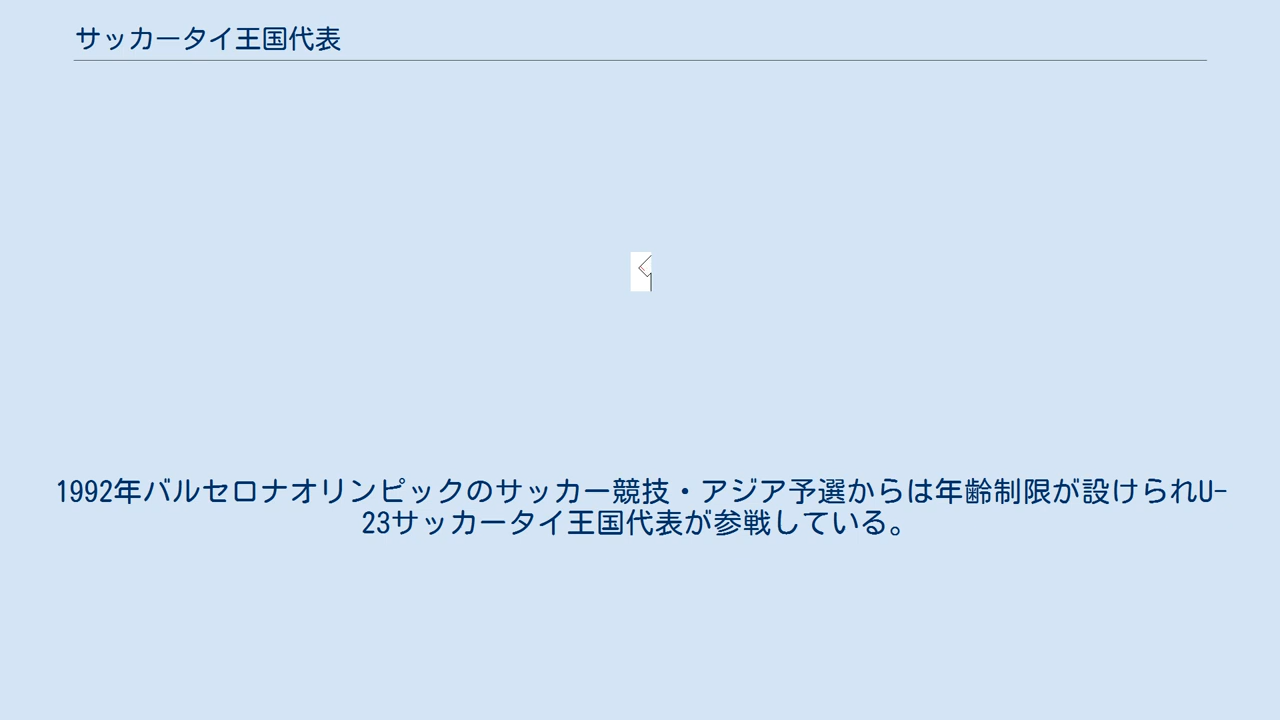 サッカータイ王国代表
1992年バルセロナオリンピックのサッカー競技・アジア予選からは年齢制限が設けられU-
23サッカータイ王国代表が参戦している。